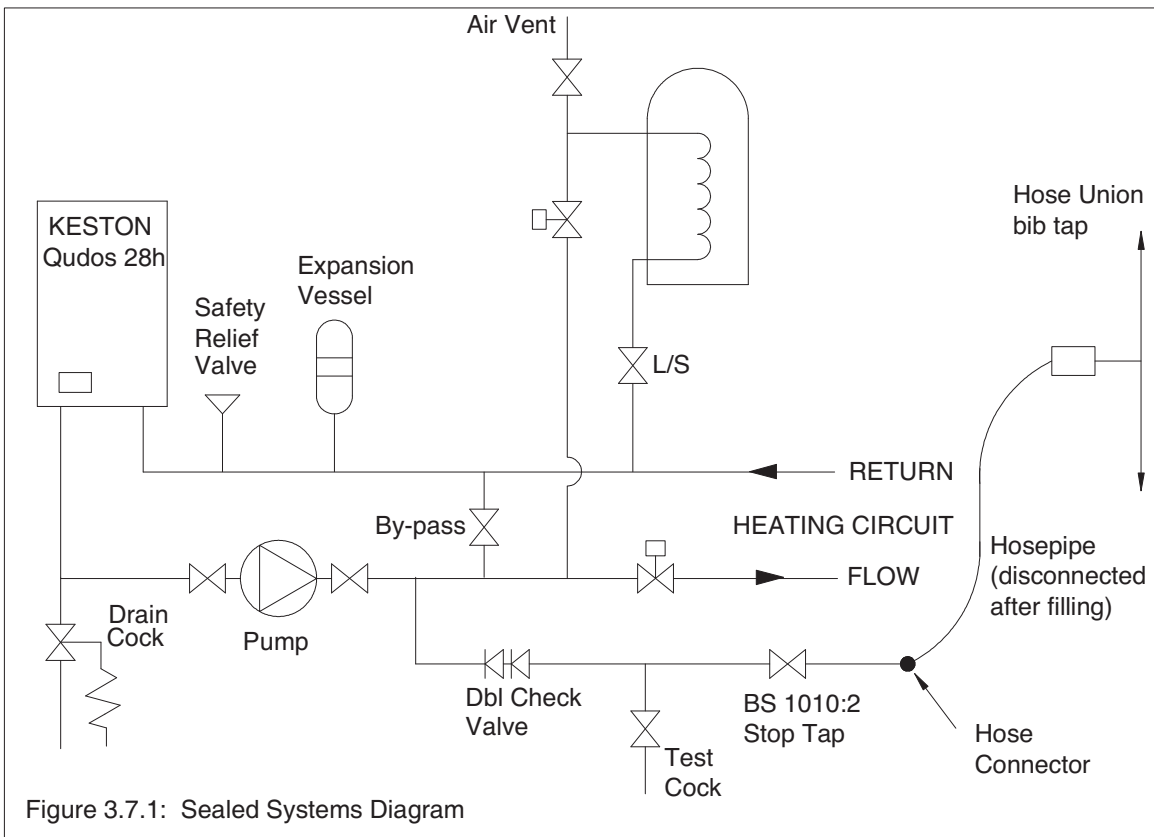 Air Vent
KESTON
Qudos 28h
Safety
Relief
Valve
Expansion
Vessel
Hose Union
bib tap
L/S
RETURN
By-pass
HEATING CIRCUIT
FLOW
Hosepipe
(disconnected
after filling)
Drain
Cock
Pump
Dbl Check
Valve
BS 1010:2
Stop Tap
Test
Cock
Hose
Connector
Figure 3.7.1: Sealed Systems Diagram